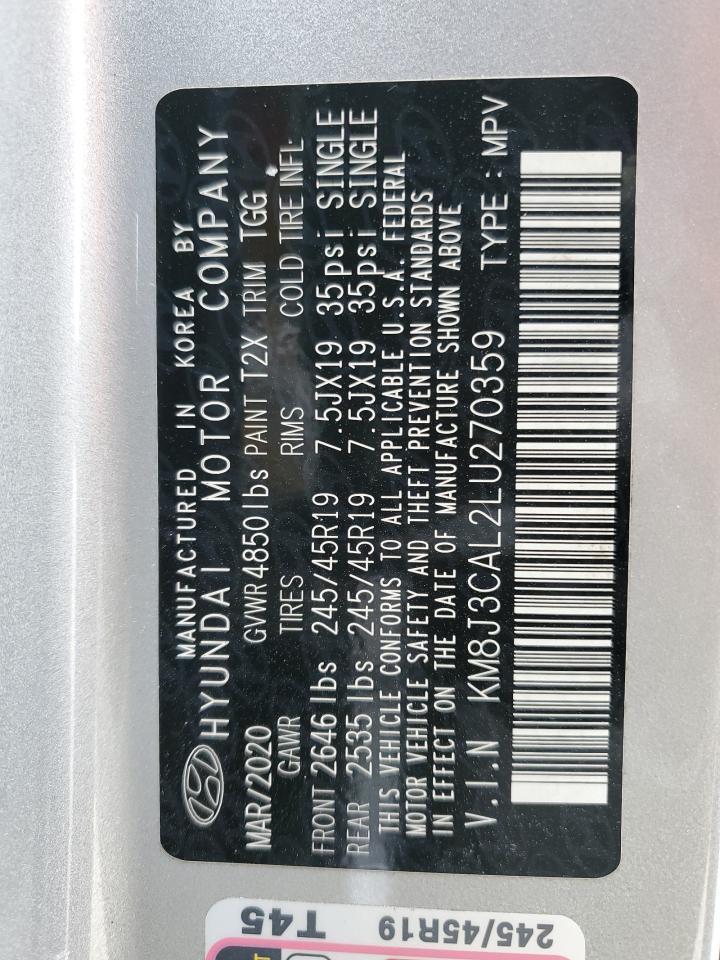 MANUFACTURED IN KOREA BY
HYUNDAI MOTOR COMPANY
MAR/2020 GVWR 4850lbs PAINT T2X TRIM TGG
GAWR TIRES RIMS COLD TIRE INFL.
FRONT 2646 lbs 245/45R19 7.5JX19 35psi SINGLE
REAR 2535 lbs 245/45R19 7.5JX19 35psi SINGLE
THIS VEHICLE CONFORMS TO ALL APPLICABLE U.S.A. FEDERAL
MOTOR VEHICLE SAFETY AND THEFT PREVENTION STANDARDS
IN EFFECT ON THE DATE OF MANUFACTURE SHOWN ABOVE
V.I.N KM8J3CAL2LU270359 TYPE : MPV
T45
245/45R19